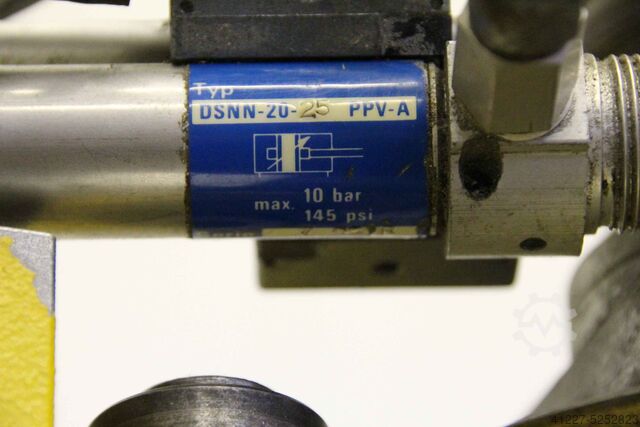 Typ
DSNN-20-25 PPV-A
max. 10 bar
145 psi
41227-5252823